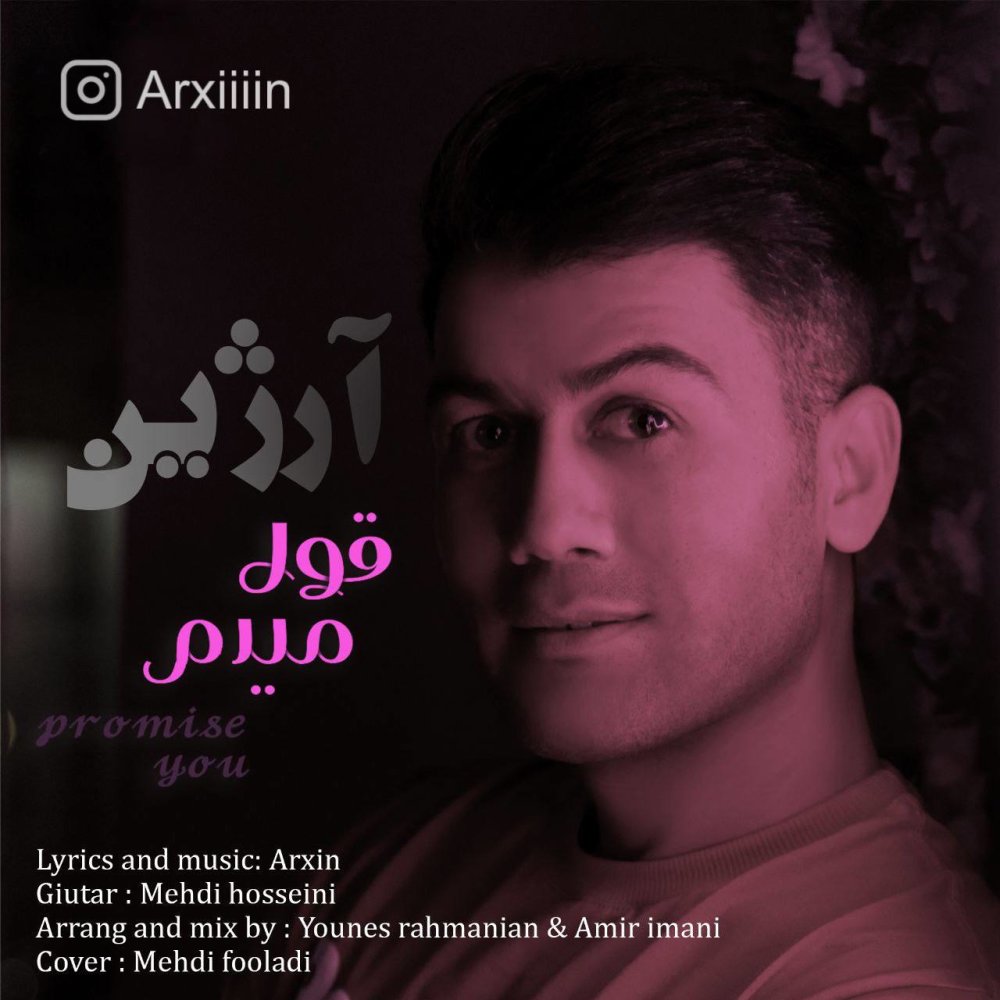 Arxiiiin
آرژین
قول
میدم
promise
you
Lyrics and music: Arxin
Giutar : Mehdi hosseini
Arrang and mix by : Younes rahmanian & Amir imani
Cover : Mehdi fooladi